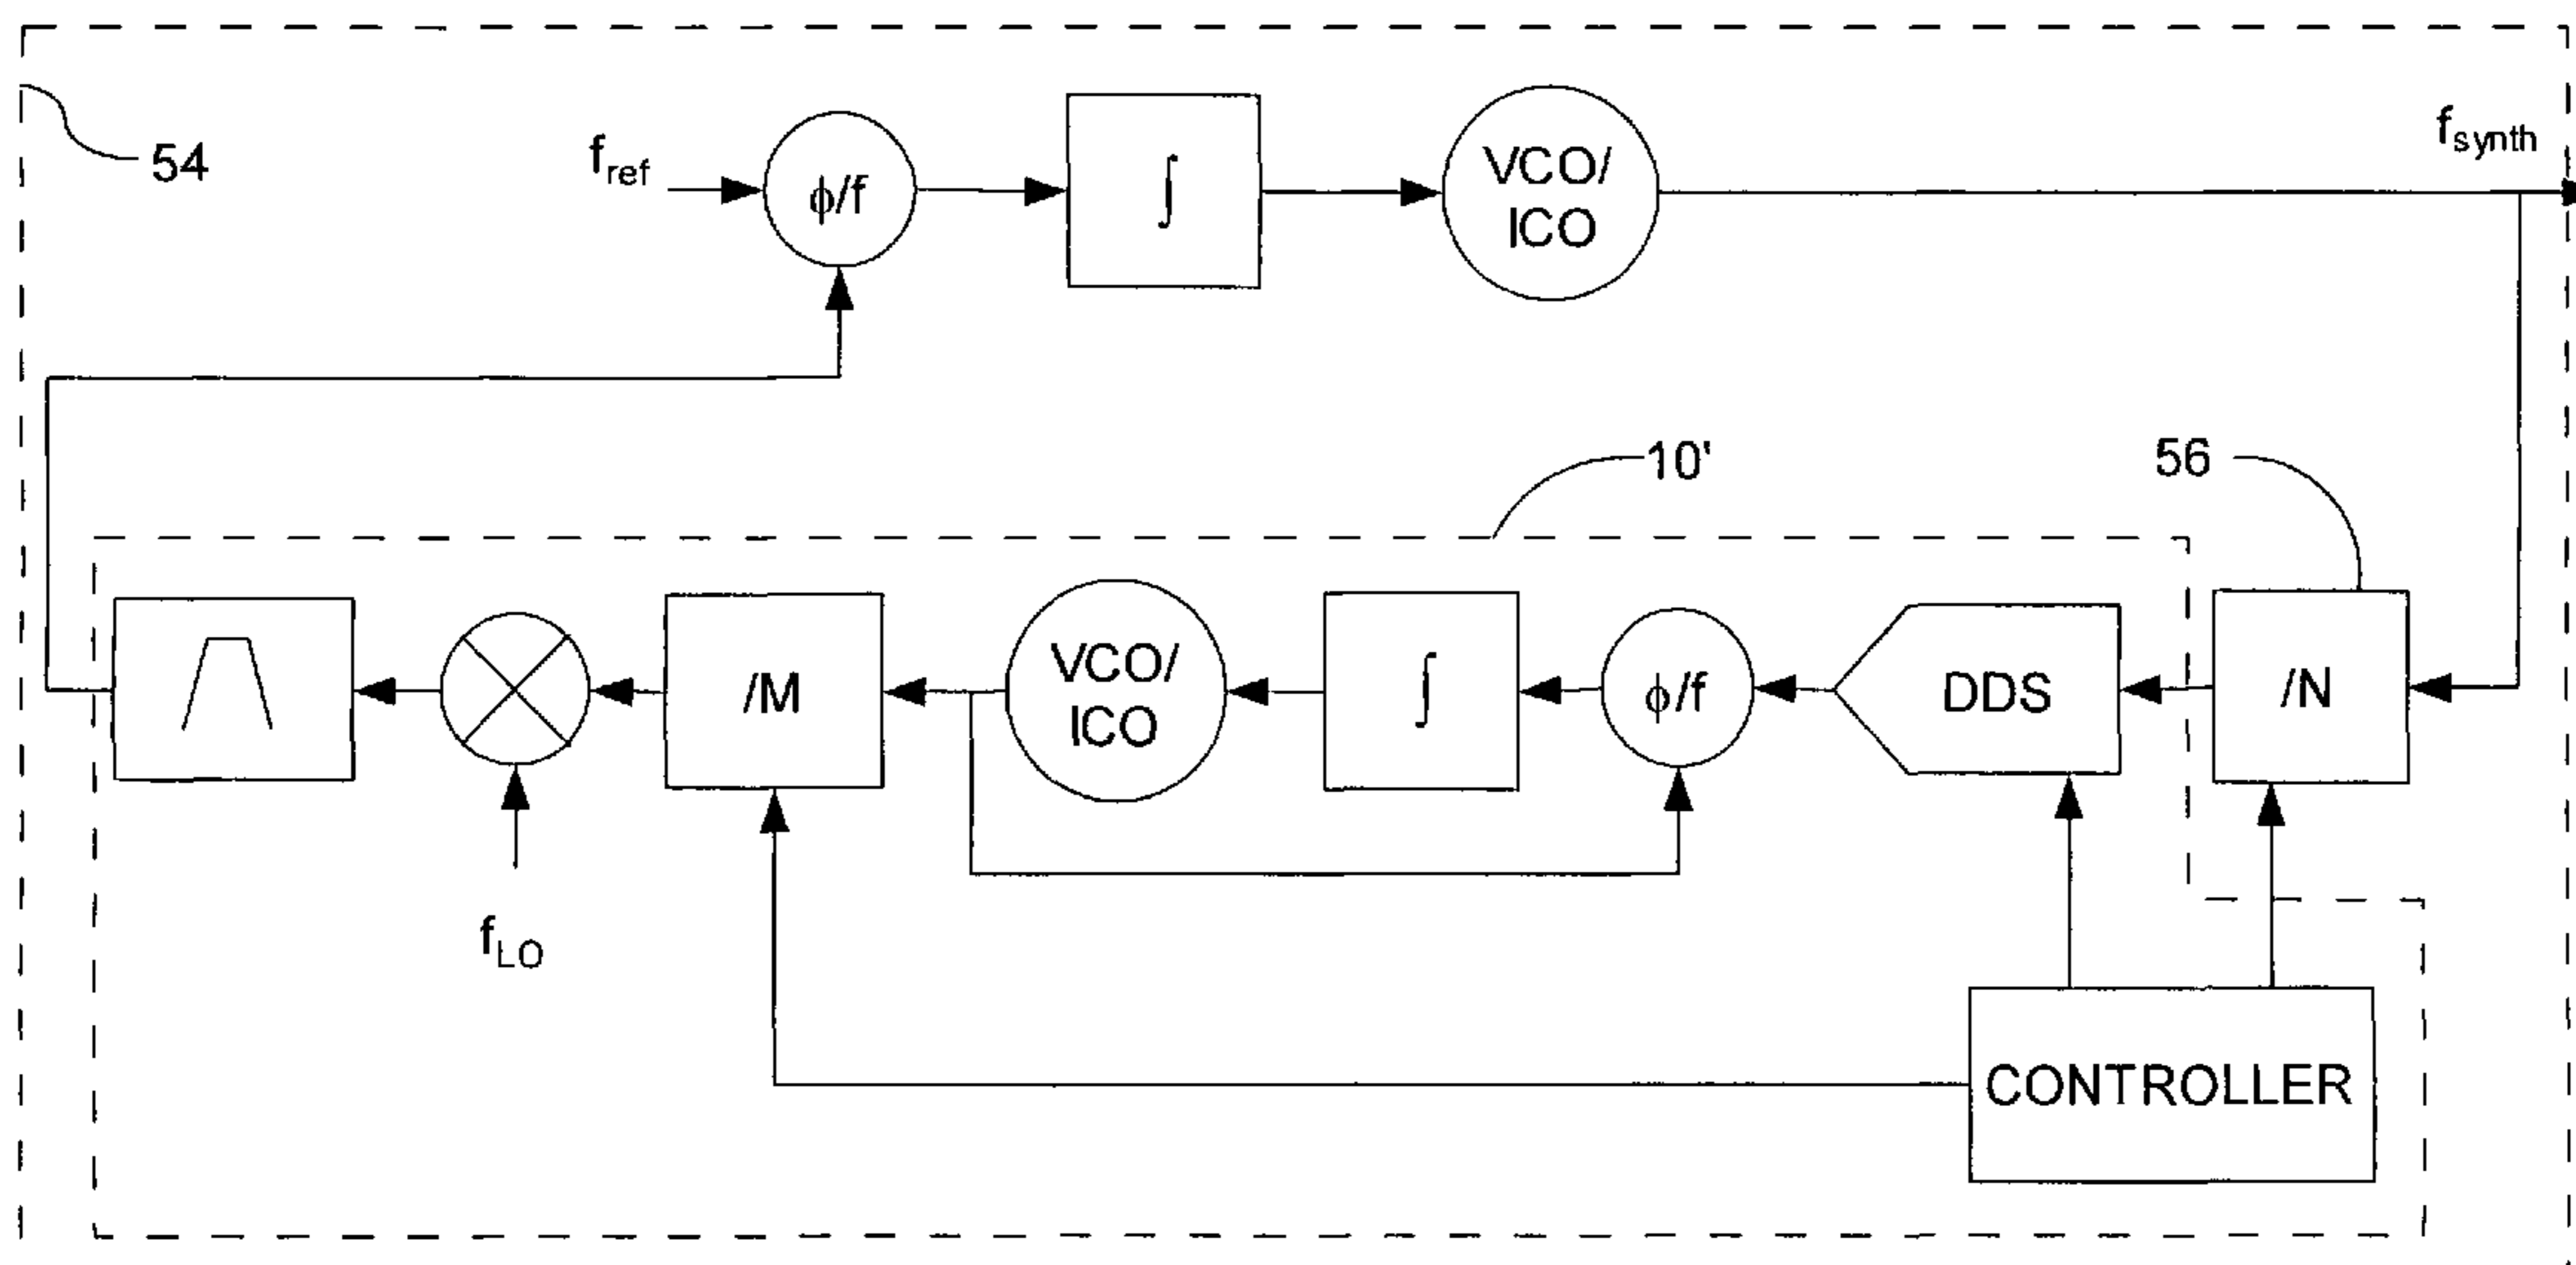 54
f_ref
ϕ/f
∫
VCO/
ICO
f_synth
10'
56
/M
VCO/
ICO
∫
ϕ/f
DDS
/N
f_LO
CONTROLLER